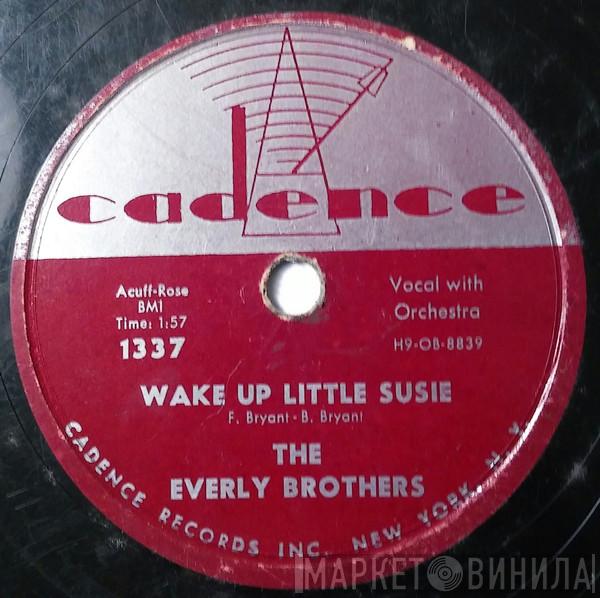 cadence
Acuff-Rose
BMI
Time: 1:57
1337
Vocal with
Orchestra
H9-OB-8839
WAKE UP LITTLE SUSIE
F. Bryant - B. Bryant
THE
EVERLY BROTHERS
CADENCE RECORDS INC. NEW YORK, N. Y.
МАРКЕТ ВИНИЛА